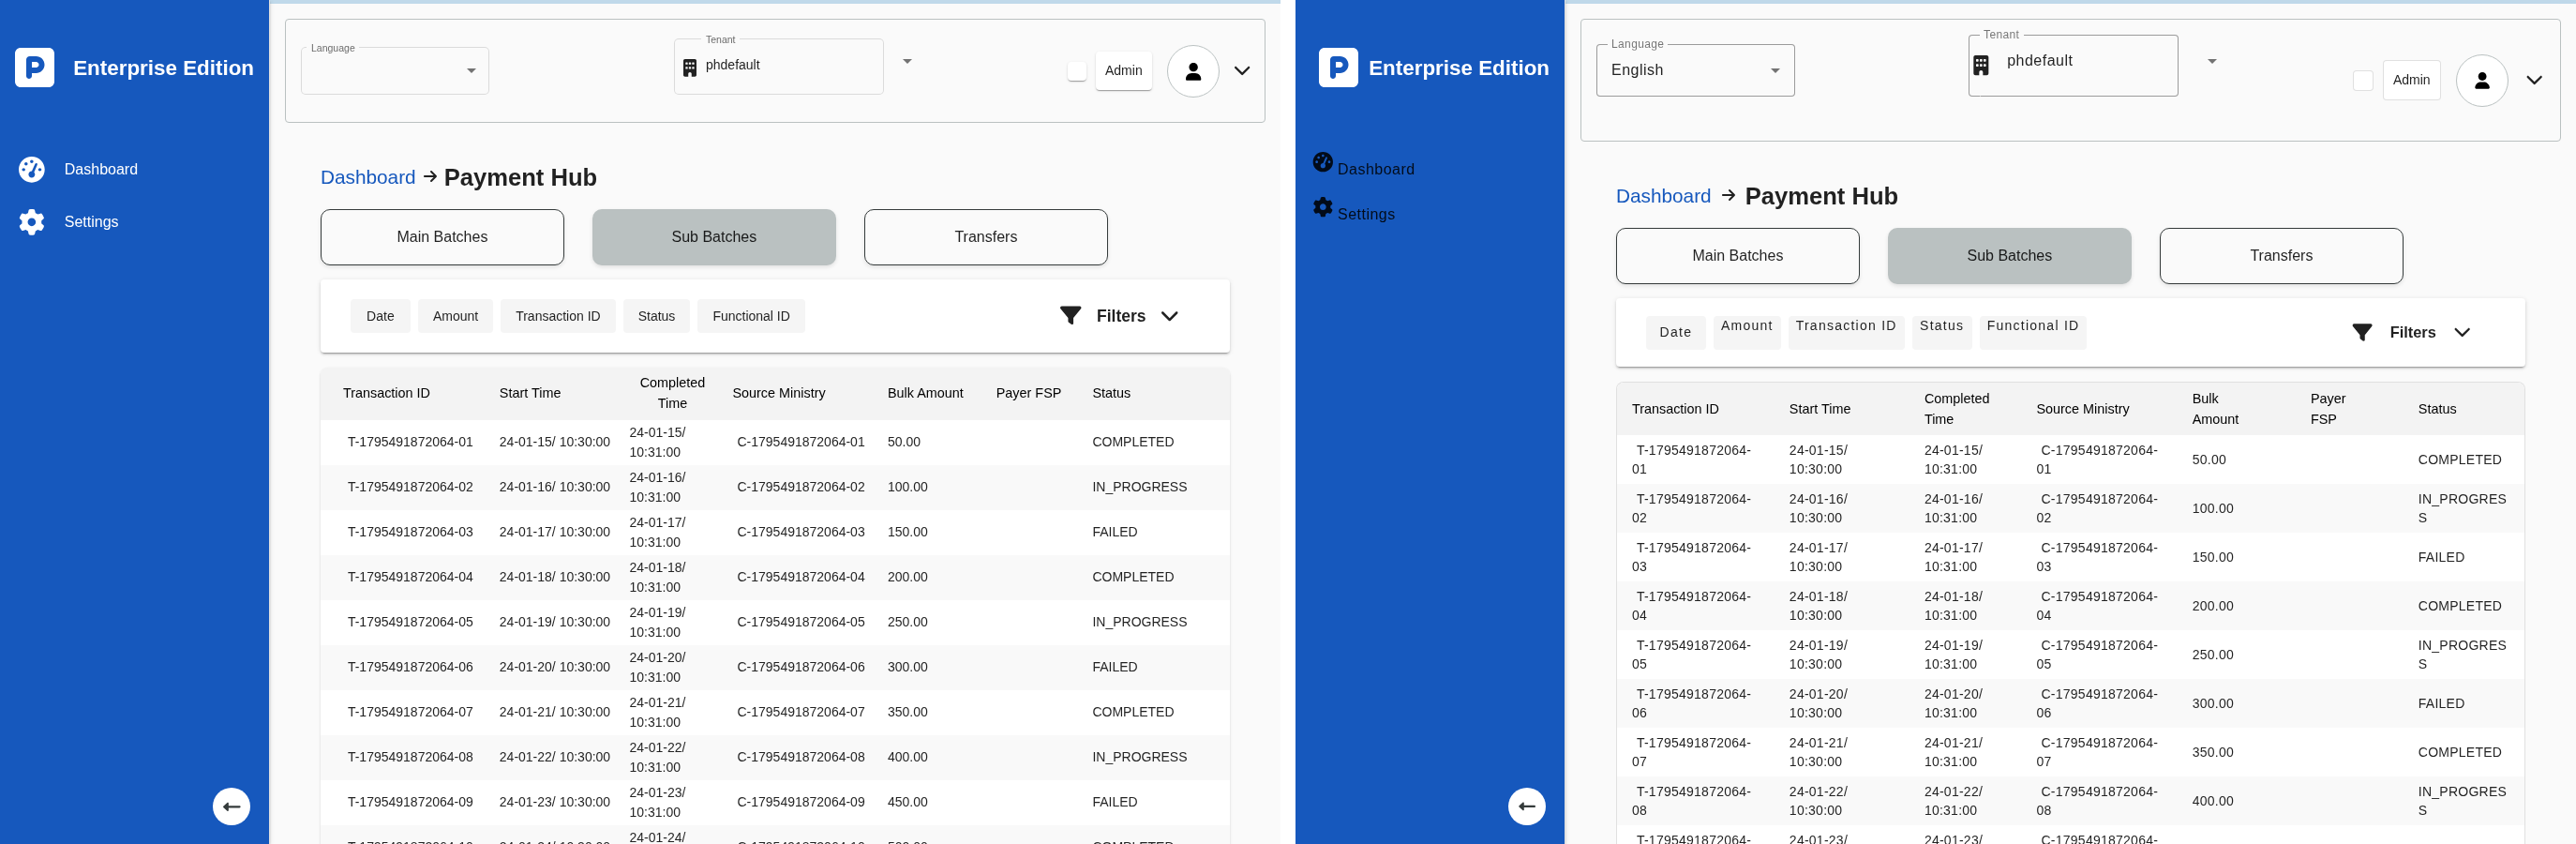 Enterprise Edition
Language
Tenant
phdefault
Admin
Dashboard
Settings
Dashboard → Payment Hub
Main Batches Sub Batches Transfers
Date Amount Transaction ID Status Functional ID Filters
Transaction ID Start Time Completed Time Source Ministry Bulk Amount Payer FSP Status
T-1795491872064-01 24-01-15/ 10:30:00 24-01-15/ 10:31:00 C-1795491872064-01 50.00 COMPLETED
T-1795491872064-02 24-01-16/ 10:30:00 24-01-16/ 10:31:00 C-1795491872064-02 100.00 IN_PROGRESS
T-1795491872064-03 24-01-17/ 10:30:00 24-01-17/ 10:31:00 C-1795491872064-03 150.00 FAILED
T-1795491872064-04 24-01-18/ 10:30:00 24-01-18/ 10:31:00 C-1795491872064-04 200.00 COMPLETED
T-1795491872064-05 24-01-19/ 10:30:00 24-01-19/ 10:31:00 C-1795491872064-05 250.00 IN_PROGRESS
T-1795491872064-06 24-01-20/ 10:30:00 24-01-20/ 10:31:00 C-1795491872064-06 300.00 FAILED
T-1795491872064-07 24-01-21/ 10:30:00 24-01-21/ 10:31:00 C-1795491872064-07 350.00 COMPLETED
T-1795491872064-08 24-01-22/ 10:30:00 24-01-22/ 10:31:00 C-1795491872064-08 400.00 IN_PROGRESS
T-1795491872064-09 24-01-23/ 10:30:00 24-01-23/ 10:31:00 C-1795491872064-09 450.00 FAILED
24-01-24/
Enterprise Edition
Language
English
Tenant
phdefault
Admin
Dashboard
Settings
Dashboard → Payment Hub
Main Batches Sub Batches Transfers
Date Amount Transaction ID Status Functional ID Filters
Transaction ID Start Time Completed Time Source Ministry Bulk Amount Payer FSP Status
T-1795491872064-01 24-01-15/ 10:30:00 24-01-15/ 10:31:00 C-1795491872064-01 50.00 COMPLETED
T-1795491872064-02 24-01-16/ 10:30:00 24-01-16/ 10:31:00 C-1795491872064-02 100.00 IN_PROGRESS
T-1795491872064-03 24-01-17/ 10:30:00 24-01-17/ 10:31:00 C-1795491872064-03 150.00 FAILED
T-1795491872064-04 24-01-18/ 10:30:00 24-01-18/ 10:31:00 C-1795491872064-04 200.00 COMPLETED
T-1795491872064-05 24-01-19/ 10:30:00 24-01-19/ 10:31:00 C-1795491872064-05 250.00 IN_PROGRESS
T-1795491872064-06 24-01-20/ 10:30:00 24-01-20/ 10:31:00 C-1795491872064-06 300.00 FAILED
T-1795491872064-07 24-01-21/ 10:30:00 24-01-21/ 10:31:00 C-1795491872064-07 350.00 COMPLETED
T-1795491872064-08 24-01-22/ 10:30:00 24-01-22/ 10:31:00 C-1795491872064-08 400.00 IN_PROGRESS
T-1795491872064- 24-01-23/ 24-01-23/ C-1795491872064-